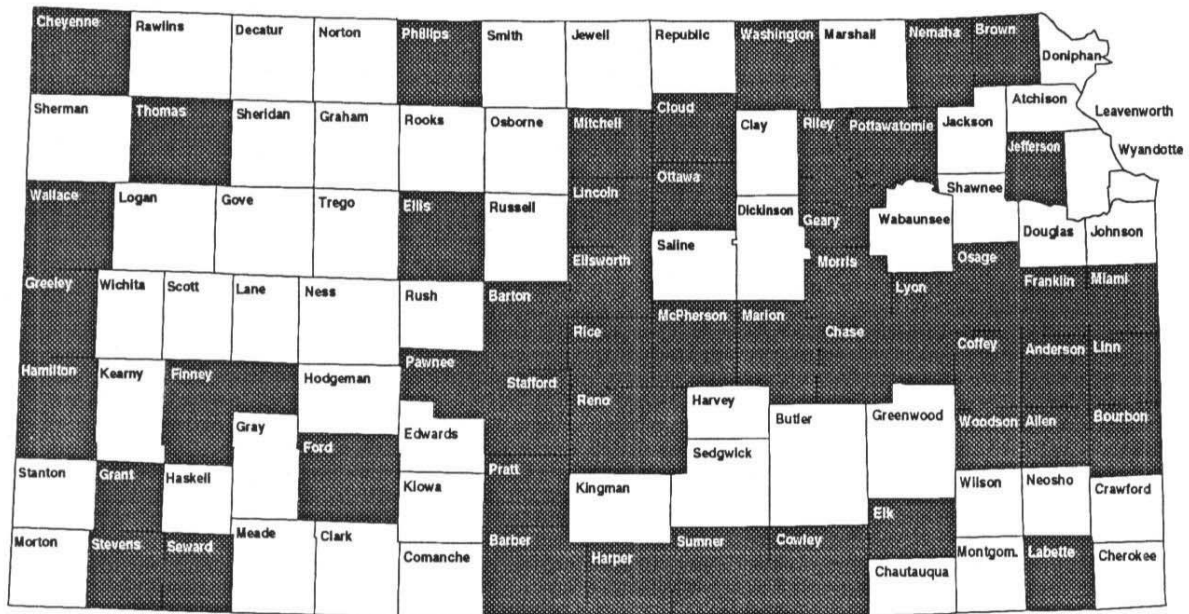 Cheyenne
Rawlins
Decatur
Norton
Phillips
Smith
Jewell
Republic
Washington
Marshall
Nemaha
Brown
Doniphan
Sherman
Thomas
Sheridan
Graham
Rooks
Osborne
Mitchell
Cloud
Clay
Riley
Pottawatomie
Jackson
Atchison
Leavenworth
Jefferson
Wyandotte
Wallace
Logan
Gove
Trego
Ellis
Russell
Lincoln
Ottawa
Dickinson
Geary
Wabaunsee
Shawnee
Douglas
Johnson
Saline
Ellsworth
Morris
Osage
Greeley
Wichita
Scott
Lane
Ness
Rush
Barton
Rice
McPherson
Marion
Chase
Lyon
Franklin
Miami
Hamilton
Kearny
Finney
Hodgeman
Pawnee
Stafford
Reno
Harvey
Butler
Greenwood
Coffey
Anderson
Linn
Gray
Ford
Edwards
Sedgwick
Woodson
Allen
Bourbon
Stanton
Grant
Haskell
Kiowa
Pratt
Kingman
Elk
Wilson
Neosho
Crawford
Morton
Stevens
Seward
Meade
Clark
Comanche
Barber
Harper
Sumner
Cowley
Chautauqua
Montgom.
Labette
Cherokee